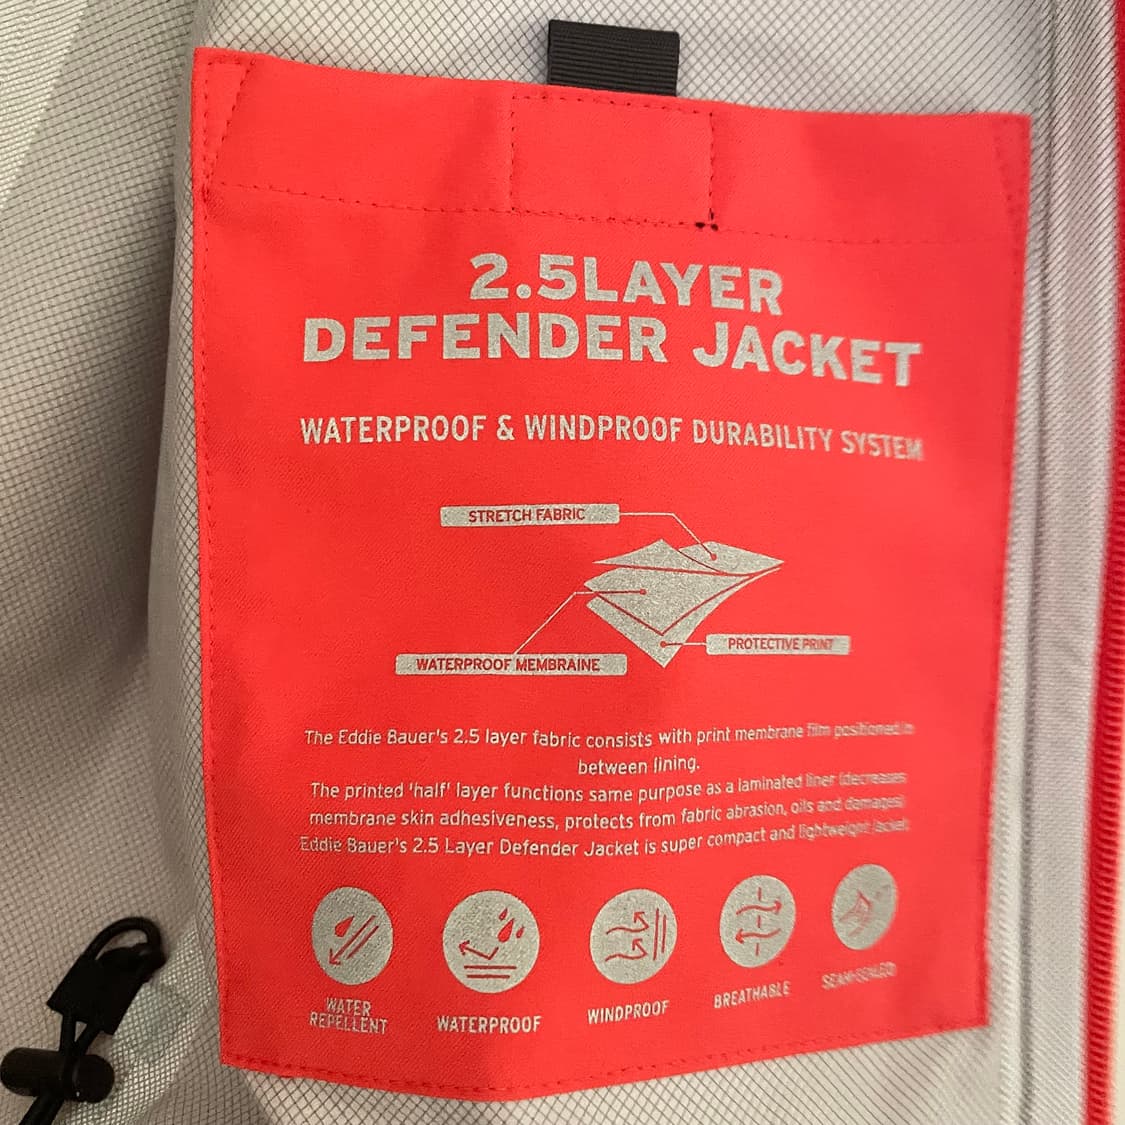 2.5LAYER
DEFENDER JACKET
WATERPROOF & WINDPROOF DURABILITY SYSTEM
STRETCH FABRIC
PROTECTIVE PRINT
WATERPROOF MEMBRAINE
The Eddie Bauer's 2.5 layer fabric consists with print membrane film positioned in
between lining.
The printed 'half' layer functions same purpose as a laminated liner (decreases
membrane skin adhesiveness, protects from fabric abrasion, oils and damages)
Eddie Bauer's 2.5 Layer Defender Jacket is super compact and lightweight jacket.
WATER
REPELLENT
WATERPROOF
WINDPROOF
BREATHABLE
SEAM-SEALED